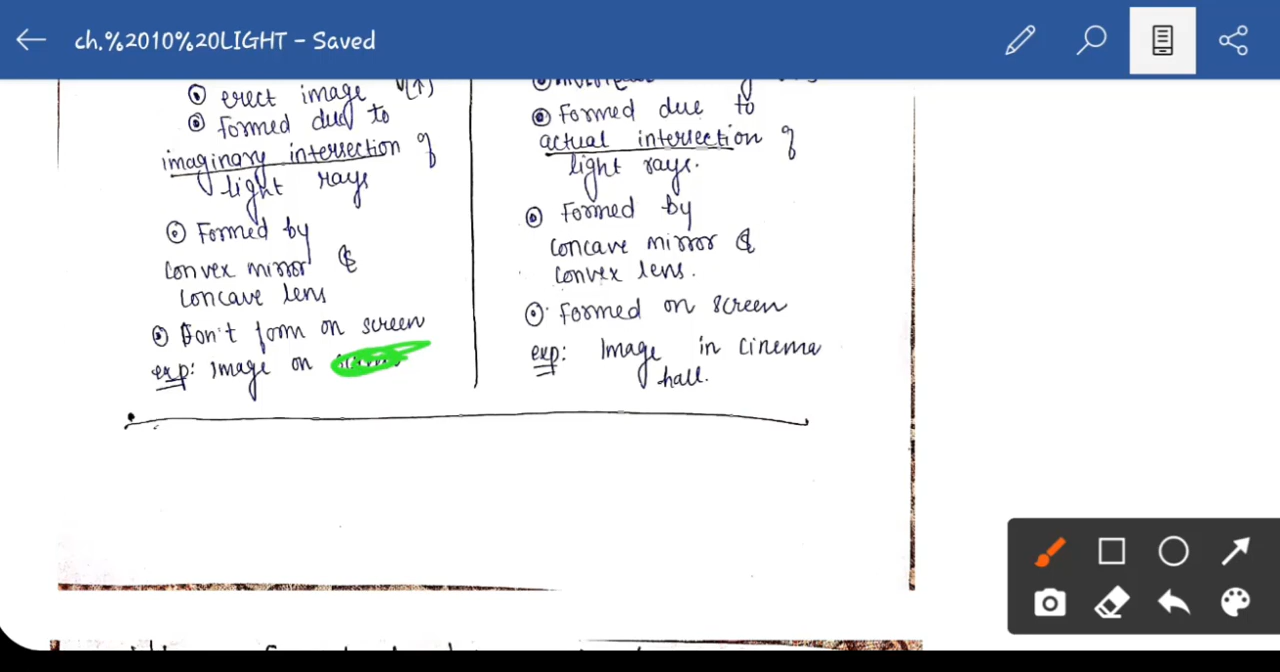 ch.%2010%20LIGHT - Saved
erect image
Formed due to
imaginary intersection of
light rays
Formed by
convex mirror &
concave lens
Don't form on screen
exp: Image on
Formed due to
actual intersection of
light rays.
Formed by
concave mirror &
convex lens.
Formed on screen
exp: Image in cinema
hall.